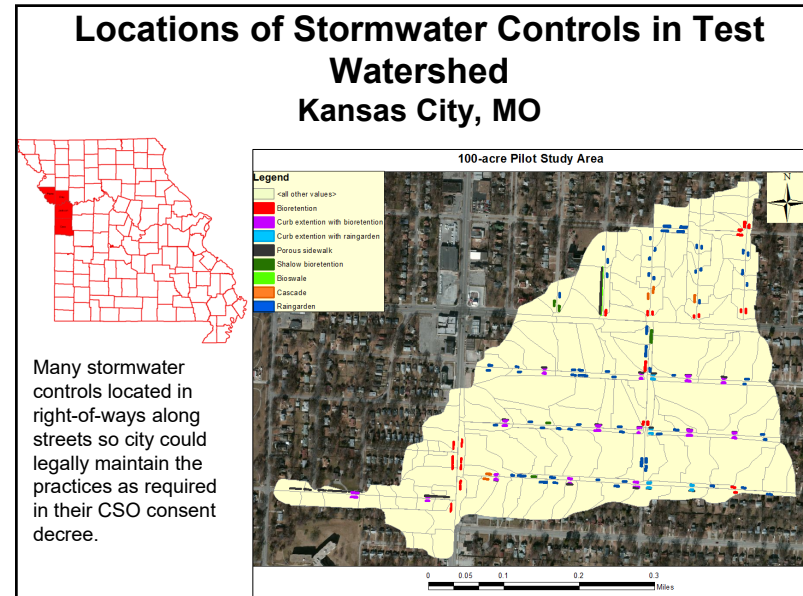 Locations of Stormwater Controls in Test
Watershed
Kansas City, MO
100-acre Pilot Study Area
Legend
<all other values>
Bioretention
Curb extention with bioretention
Curb extention with raingarden
Porous sidewalk
Shalow bioretention
Bioswale
Cascade
Raingarden
N
Many stormwater
controls located in
right-of-ways along
streets so city could
legally maintain the
practices as required
in their CSO consent
decree.
0 0.05 0.1 0.2 0.3
Miles